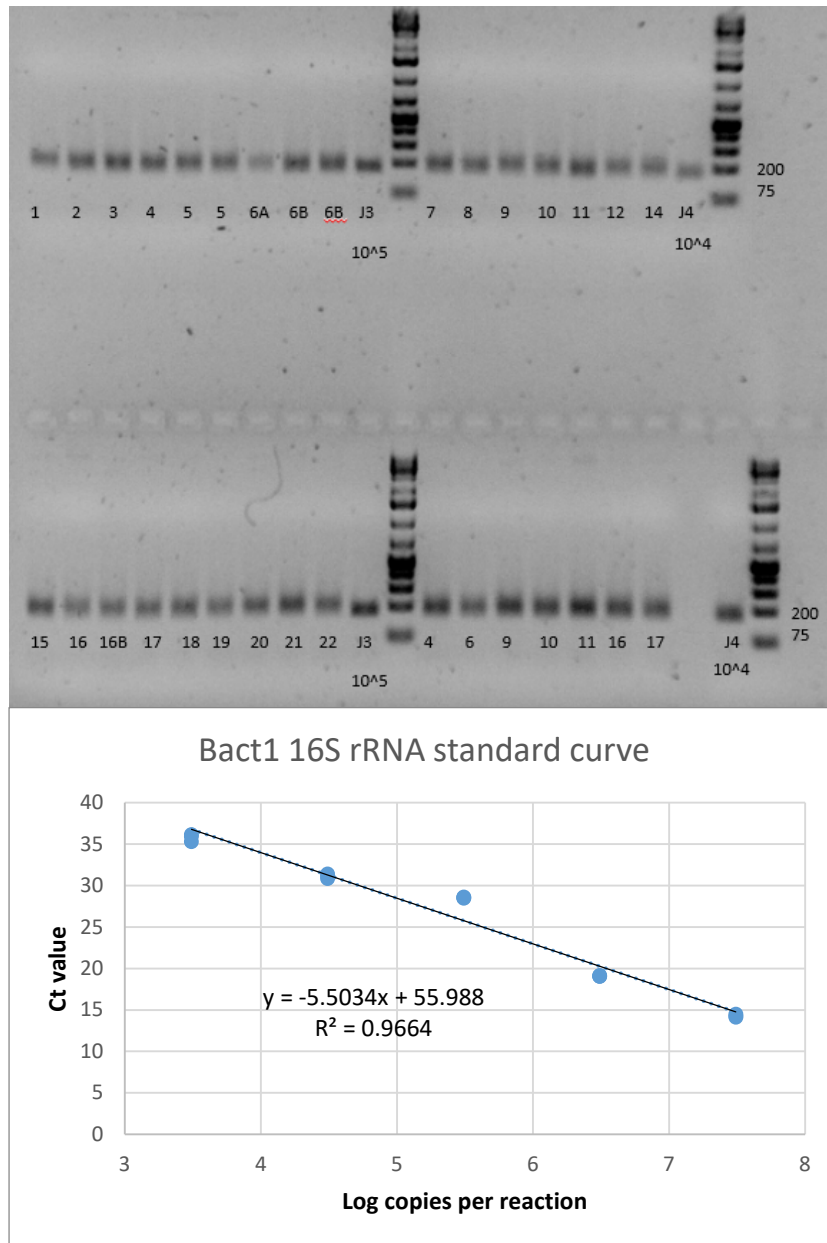 200
75
1 2 3 4 5 5 6A 6B 6B J3 7 8 9 10 11 12 14 J4
10^5 10^4
200
75
15 16 16B 17 18 19 20 21 22 J3 4 6 9 10 11 16 17 J4
10^5 10^4
Bact1 16S rRNA standard curve
40
35
30
25
20
15
10
5
0
Ct value
y = -5.5034x + 55.988
R² = 0.9664
3 4 5 6 7 8
Log copies per reaction